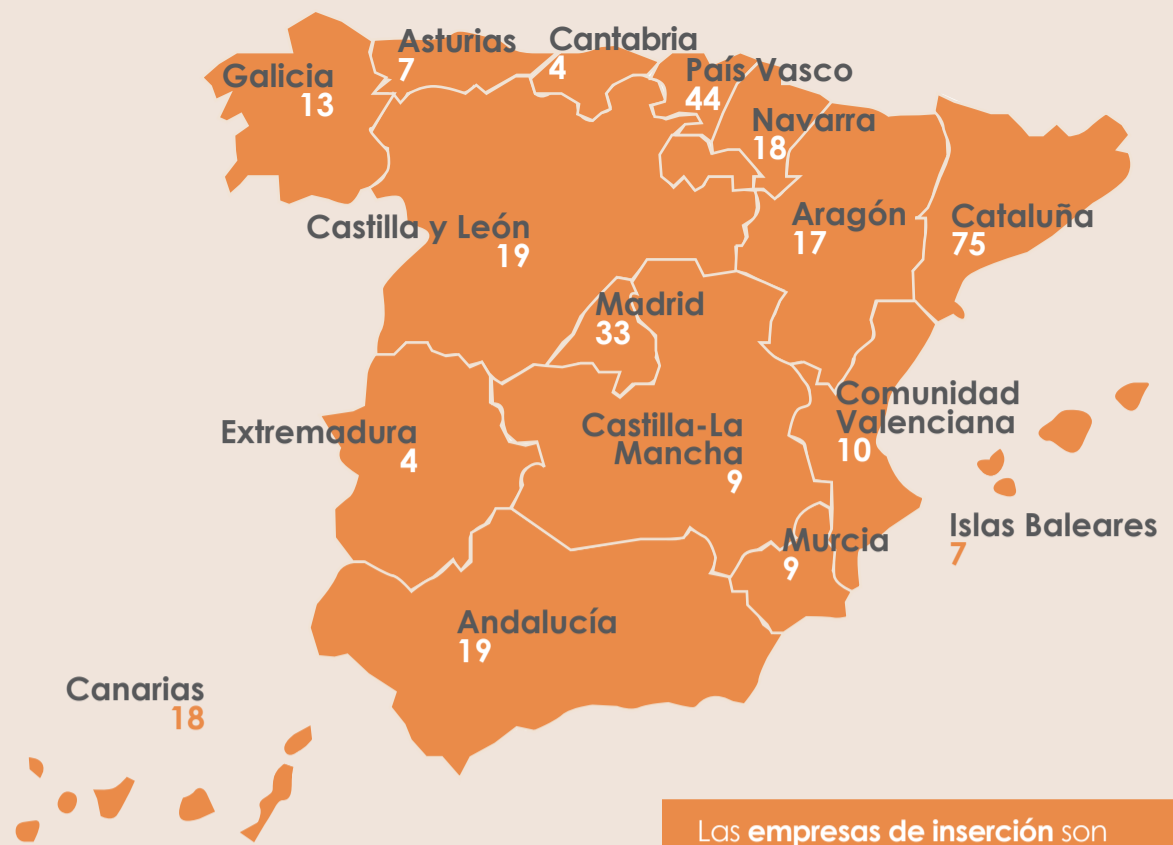 Asturias
7
Cantabria
4
Galicia
13
País Vasco
44
Navarra
18
Castilla y León
19
Aragón
17
Cataluña
75
Madrid
33
Extremadura
4
Castilla-La
Mancha
9
Comunidad
Valenciana
10
Islas Baleares
7
Murcia
9
Andalucía
19
Canarias
18
Las empresas de inserción son